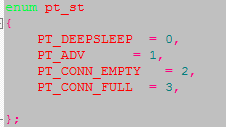 enum pt_st
{
    PT_DEEPSLEEP  = 0,
    PT_ADV      = 1,
    PT_CONN_EMPTY   = 2,
    PT_CONN_FULL  = 3,
};